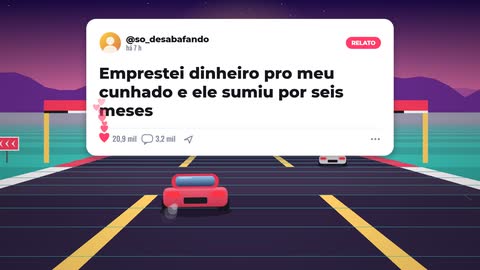 @so_desabafando
há 7 h
RELATO
Emprestei dinheiro pro meu
cunhado e ele sumiu por seis
meses
20,9 mil
3,2 mil